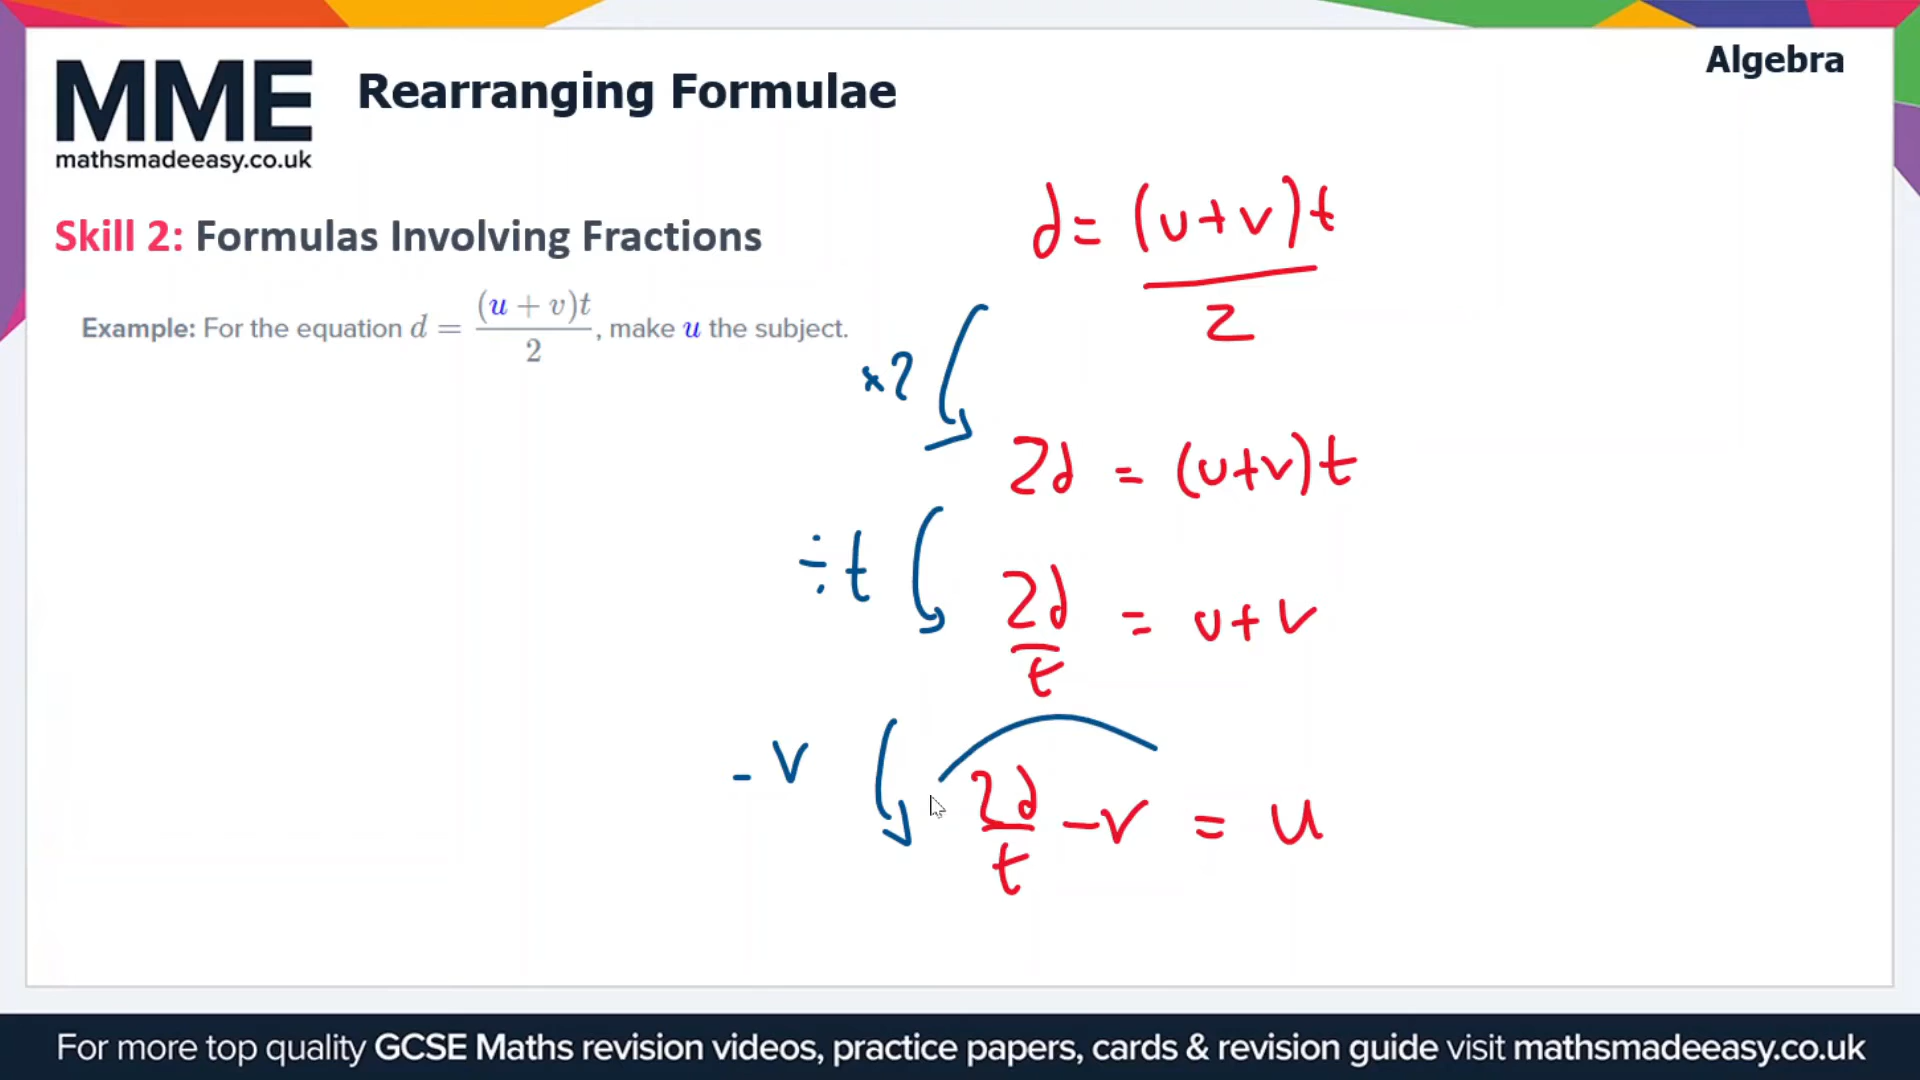 MME
mathsmadeeasy.co.uk
Rearranging Formulae
Algebra
Skill 2: Formulas Involving Fractions
Example: For the equation d = (u + v)t / 2, make u the subject.
d = (u+v)t / 2
×2
2d = (u+v)t
÷t
2d/t = u+v
-v
2d/t - v = u
For more top quality GCSE Maths revision videos, practice papers, cards & revision guide visit mathsmadeeasy.co.uk